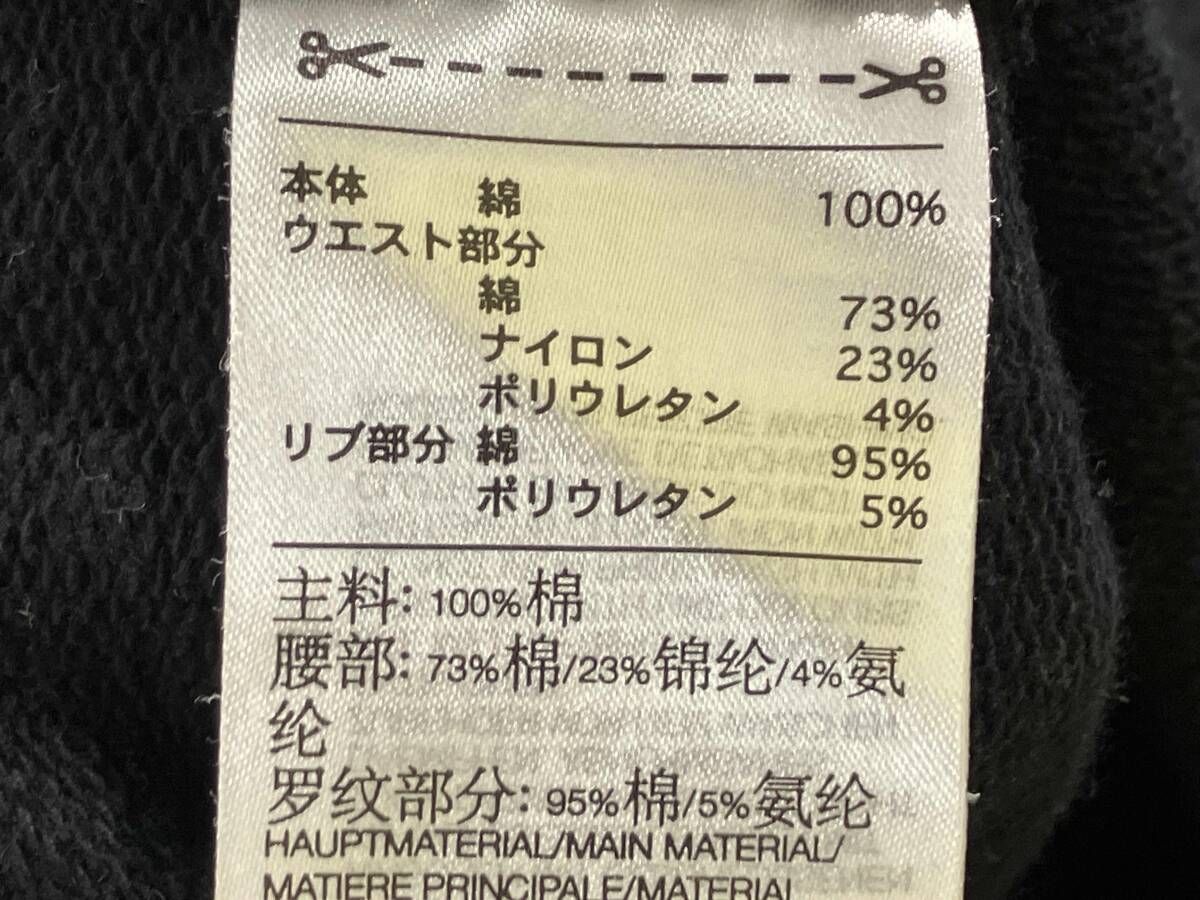 本体 綿 100%
ウエスト部分
綿 73%
ナイロン 23%
ポリウレタン 4%
リブ部分 綿 95%
ポリウレタン 5%
主料: 100%棉
腰部: 73%棉/23%锦纶/4%氨
纶
罗纹部分: 95%棉/5%氨纶
HAUPTMATERIAL/MAIN MATERIAL/
MATIERE PRINCIPALE/MATERIAL